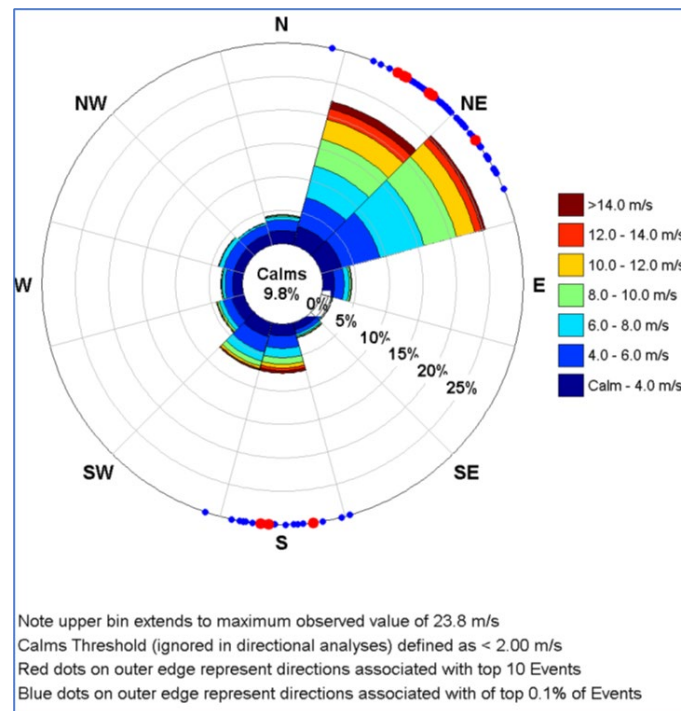 N
NW
NE
>14.0 m/s
12.0 - 14.0 m/s
10.0 - 12.0 m/s
8.0 - 10.0 m/s
6.0 - 8.0 m/s
4.0 - 6.0 m/s
Calm - 4.0 m/s
W
Calms
9.8%
E
0%
5%
10%
15%
20%
25%
SW
SE
S
Note upper bin extends to maximum observed value of 23.8 m/s
Calms Threshold (ignored in directional analyses) defined as < 2.00 m/s
Red dots on outer edge represent directions associated with top 10 Events
Blue dots on outer edge represent directions associated with of top 0.1% of Events